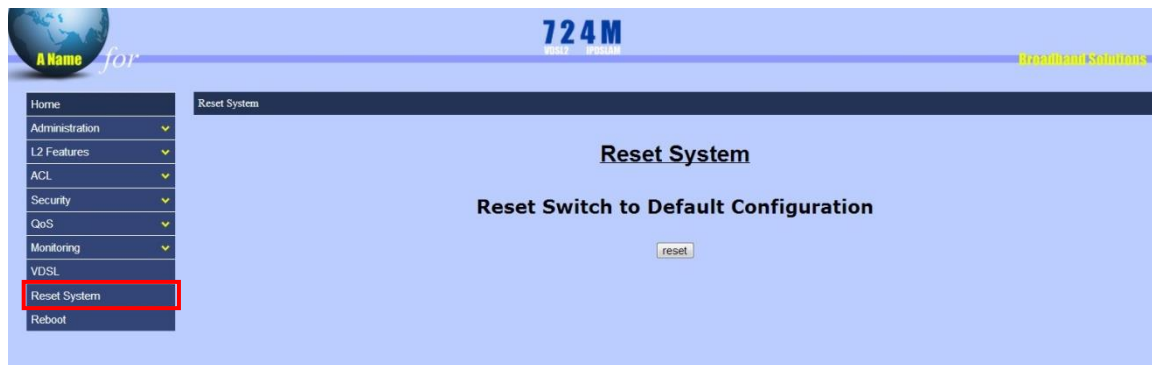 724M
VDSL2 IPDSLAM
A Name for
Broadband Solutions
Home
Administration
L2 Features
ACL
Security
QoS
Monitoring
VDSL
Reset System
Reboot
Reset System
Reset System
Reset Switch to Default Configuration
reset